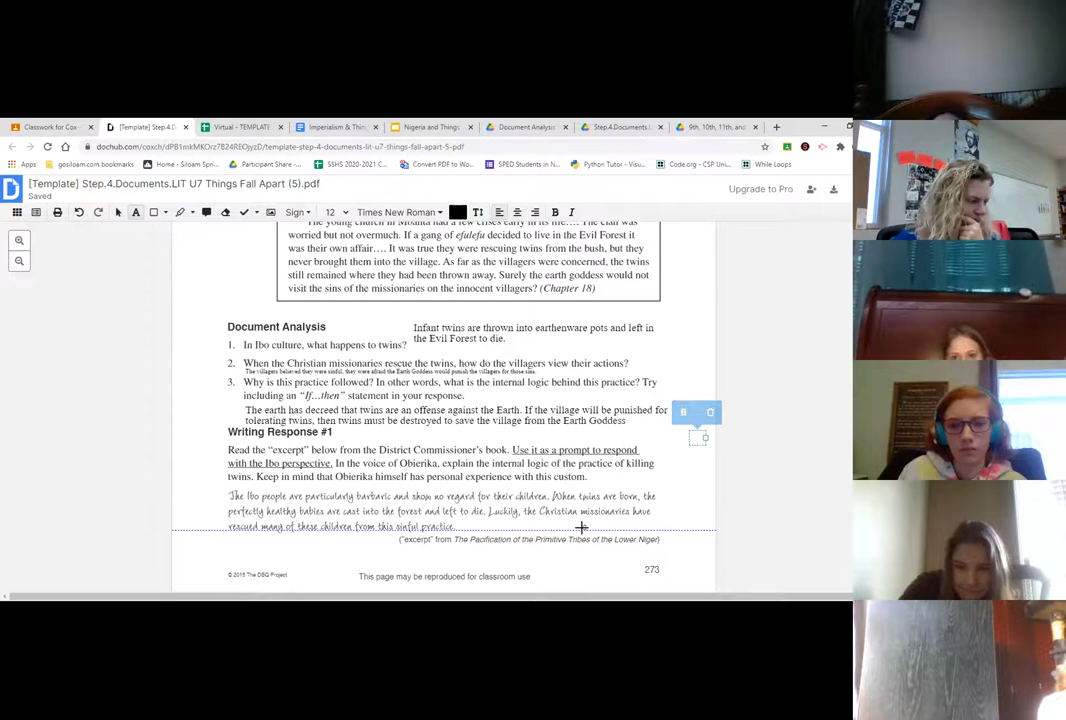 Classwork for Cox
[Template] Step.4.D
Virtual - TEMPLATE
Imperialism & Thin
Nigeria and Things
Document Analysis
Step.4.Documents.L
9th, 10th, 11th, and
dochub.com/coxch/dPB1mkMKOrz7B24REOjyzD/template-step-4-documents-lit-u7-things-fall-apart-5-pdf
Apps
gosiloam.com bookmarks
Participant Share -
SSHS 2020-2021 C
Convert PDF to Wo
SPED Students in N
Python Tutor - Visu
Code.org - CSP Uni
While Loops
[Template] Step.4.Documents.LIT U7 Things Fall Apart (5).pdf
Saved
Upgrade to Pro
Sign
12
Times New Roman
B I
The young church in Mbanta had a few crises early in its life.... The clan was
worried but not overmuch. If a gang of efulefu decided to live in the Evil Forest it
was their own affair.... It was true they were rescuing twins from the bush, but they
never brought them into the village. As far as the villagers were concerned, the twins
still remained where they had been thrown away. Surely the earth goddess would not
visit the sins of the missionaries on the innocent villagers? (Chapter 18)
Document Analysis
Infant twins are thrown into earthenware pots and left in
the Evil Forest to die.
1. In Ibo culture, what happens to twins?
2. When the Christian missionaries rescue the twins, how do the villagers view their actions?
The villagers believed they were sinful, they were afraid the Earth Goddess would punish the villagers for those sins.
3. Why is this practice followed? In other words, what is the internal logic behind this practice? Try
including an “If…then” statement in your response.
The earth has decreed that twins are an offense against the Earth. If the village will be punished for
tolerating twins, then twins must be destroyed to save the village from the Earth Goddess
Writing Response #1
Read the “excerpt” below from the District Commissioner's book. Use it as a prompt to respond
with the Ibo perspective. In the voice of Obierika, explain the internal logic of the practice of killing
twins. Keep in mind that Obierika himself has personal experience with this custom.
The Ibo people are particularly barbaric and show no regard for their children. When twins are born, the
perfectly healthy babies are cast into the forest and left to die. Luckily, the Christian missionaries have
rescued many of these children from this sinful practice.
("excerpt" from The Pacification of the Primitive Tribes of the Lower Niger)
273
© 2015 The DBQ Project
This page may be reproduced for classroom use